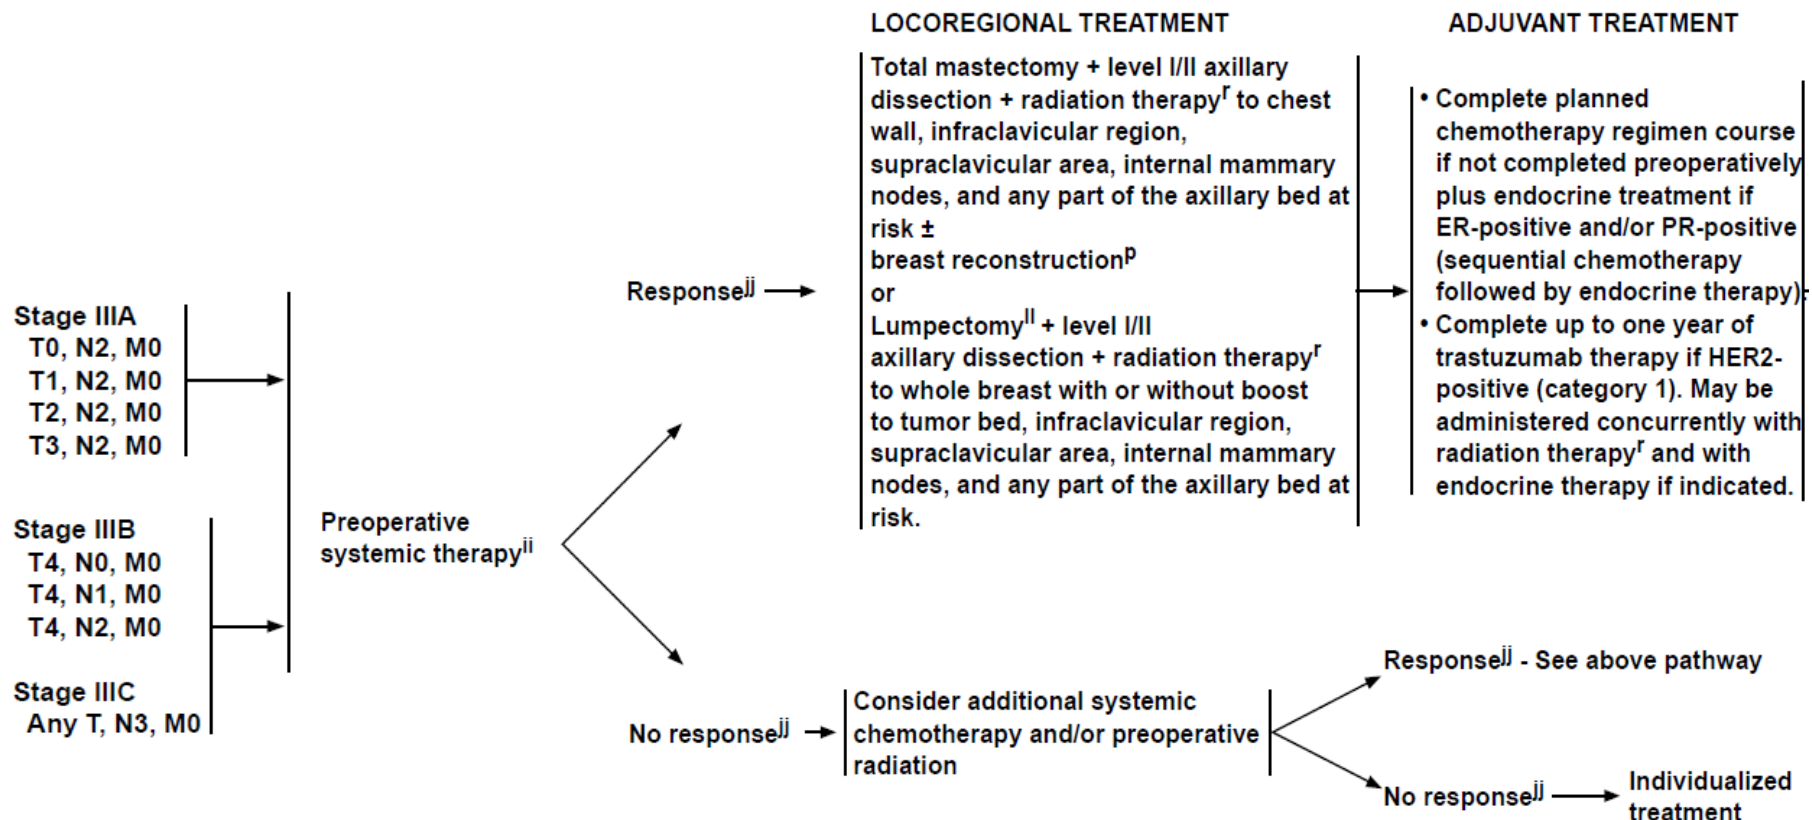 LOCOREGIONAL TREATMENT
Total mastectomy + level I/II axillary
dissection + radiation therapyʳ to chest
wall, infraclavicular region,
supraclavicular area, internal mammary
nodes, and any part of the axillary bed at
risk ±
breast reconstructionᵖ
or
Lumpectomyˡˡ + level I/II
axillary dissection + radiation therapyʳ
to whole breast with or without boost
to tumor bed, infraclavicular region,
supraclavicular area, internal mammary
nodes, and any part of the axillary bed at
risk.
ADJUVANT TREATMENT
• Complete planned
chemotherapy regimen course
if not completed preoperatively
plus endocrine treatment if
ER-positive and/or PR-positive
(sequential chemotherapy
followed by endocrine therapy).
• Complete up to one year of
trastuzumab therapy if HER2-
positive (category 1). May be
administered concurrently with
radiation therapyʳ and with
endocrine therapy if indicated.
Stage IIIA
T0, N2, M0
T1, N2, M0
T2, N2, M0
T3, N2, M0
Stage IIIB
T4, N0, M0
T4, N1, M0
T4, N2, M0
Stage IIIC
Any T, N3, M0
Preoperative
systemic therapyⁱⁱ
Responseʲʲ
No responseʲʲ
Consider additional systemic
chemotherapy and/or preoperative
radiation
Responseʲʲ - See above pathway
No responseʲʲ
Individualized
treatment